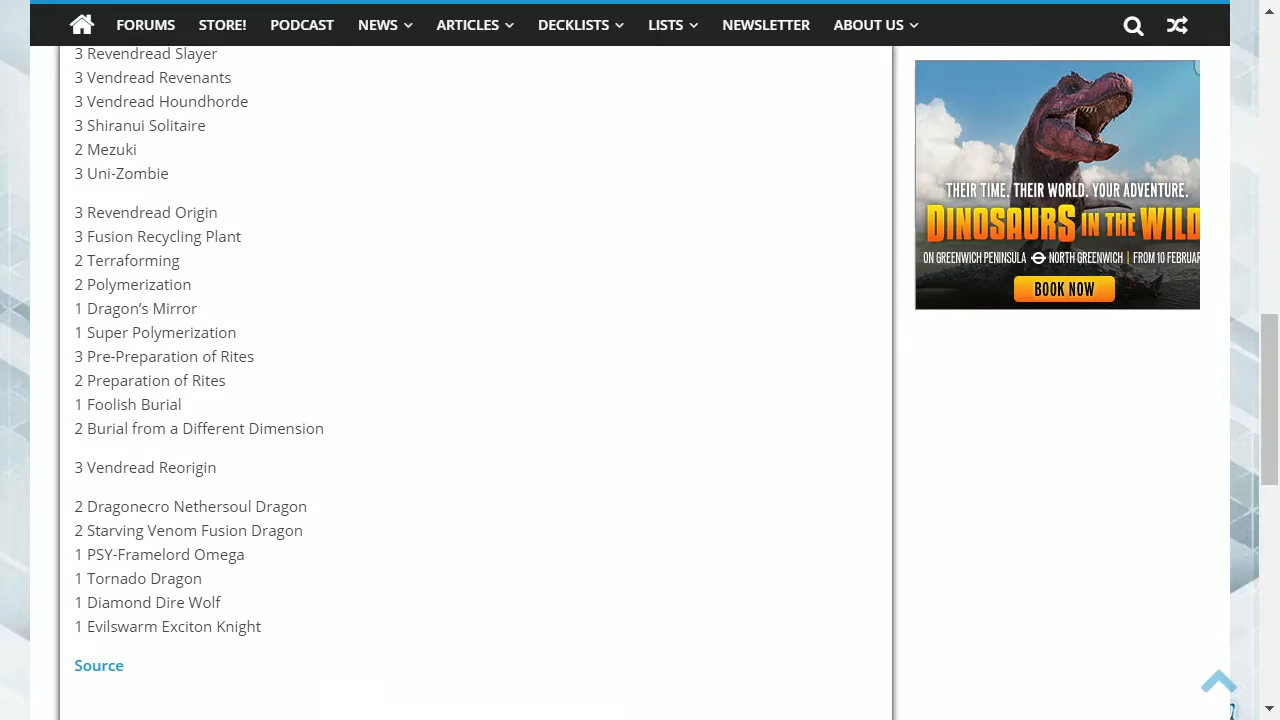 FORUMS STORE! PODCAST NEWS ARTICLES DECKLISTS LISTS NEWSLETTER ABOUT US
3 Revendread Slayer
3 Vendread Revenants
3 Vendread Houndhorde
3 Shiranui Solitaire
2 Mezuki
3 Uni-Zombie
3 Revendread Origin
3 Fusion Recycling Plant
2 Terraforming
2 Polymerization
1 Dragon's Mirror
1 Super Polymerization
3 Pre-Preparation of Rites
2 Preparation of Rites
1 Foolish Burial
2 Burial from a Different Dimension
3 Vendread Reorigin
2 Dragonecro Nethersoul Dragon
2 Starving Venom Fusion Dragon
1 PSY-Framelord Omega
1 Tornado Dragon
1 Diamond Dire Wolf
1 Evilswarm Exciton Knight
Source
THEIR TIME. THEIR WORLD. YOUR ADVENTURE.
DINOSAURS IN THE WILD
ON GREENWICH PENINSULA NORTH GREENWICH | FROM 10 FEBRUAR
BOOK NOW